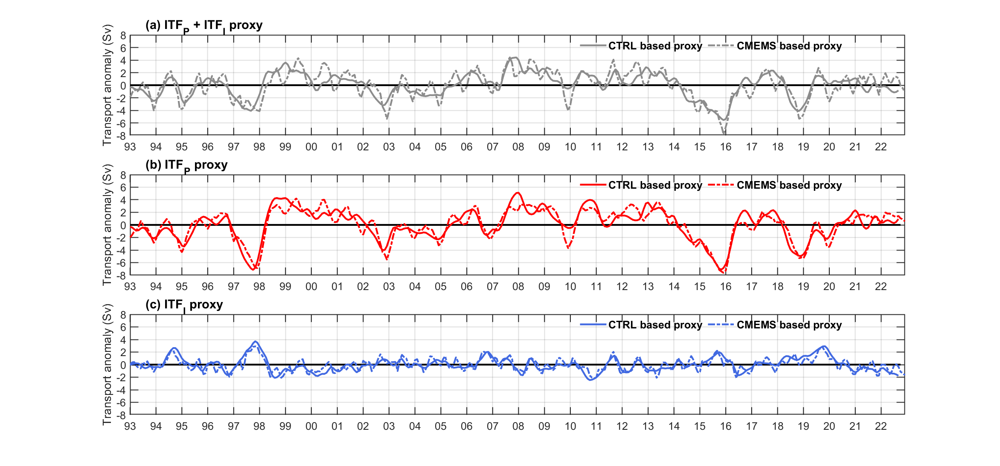 (a) ITFP + ITFI proxy
Transport anomaly (Sv)
8
6
4
2
0
-2
-4
-6
-8
CTRL based proxy CMEMS based proxy
93 94 95 96 97 98 99 00 01 02 03 04 05 06 07 08 09 10 11 12 13 14 15 16 17 18 19 20 21 22
(b) ITFP proxy
Transport anomaly (Sv)
8
6
4
2
0
-2
-4
-6
-8
CTRL based proxy CMEMS based proxy
93 94 95 96 97 98 99 00 01 02 03 04 05 06 07 08 09 10 11 12 13 14 15 16 17 18 19 20 21 22
(c) ITFI proxy
Transport anomaly (Sv)
8
6
4
2
0
-2
-4
-6
-8
CTRL based proxy CMEMS based proxy
93 94 95 96 97 98 99 00 01 02 03 04 05 06 07 08 09 10 11 12 13 14 15 16 17 18 19 20 21 22